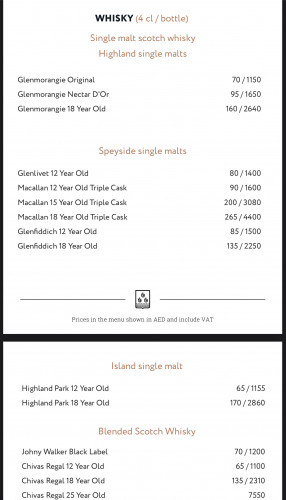 WHISKY (4 cl / bottle)
Single malt scotch whisky
Highland single malts
Glenmorangie Original 70 / 1150
Glenmorangie Nectar D'Or 95 / 1650
Glenmorangie 18 Year Old 160 / 2640
Speyside single malts
Glenlivet 12 Year Old 80 / 1400
Macallan 12 Year Old Triple Cask 90 / 1600
Macallan 15 Year Old Triple Cask 200 / 3080
Macallan 18 Year Old Triple Cask 265 / 4400
Glenfiddich 12 Year Old 85 / 1500
Glenfiddich 18 Year Old 135 / 2250
Prices in the menu shown in AED and include VAT
Island single malt
Highland Park 12 Year Old 65 / 1155
Highland Park 18 Year Old 170 / 2860
Blended Scotch Whisky
Johny Walker Black Label 70 / 1200
Chivas Regal 12 Year Old 65 / 1100
Chivas Regal 18 Year Old 135 / 2310
Chivas Regal 25 Year Old 7550